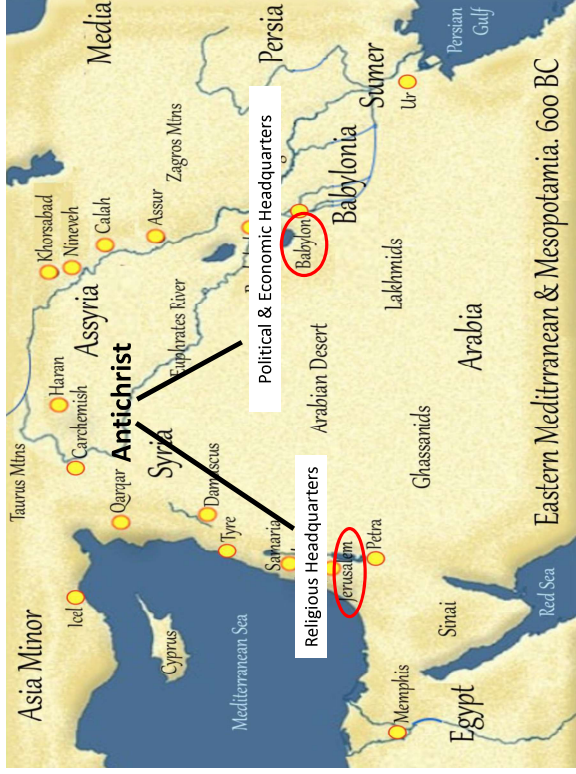 Asia Minor
Taurus Mtns
Khorsabad
Haran
Nineveh
Icel
Carchemish
Assyria
Calah
Media
Qarqar
Antichrist
Assur
Syria
Cyprus
Zagros Mtns
Euphrates River
Damascus
Tyre
Mediterranean Sea
Political & Economic Headquarters
Persia
Samaria
Babylon
Religious Headquarters
Arabian Desert
Babylonia
Jerusalem
Sumer
Petra
Lakhmids
Memphis
Ur
Ghassanids
Sinai
Persian
Gulf
Egypt
Arabia
Red Sea
Eastern Meditrranean & Mesopotamia. 600 BC